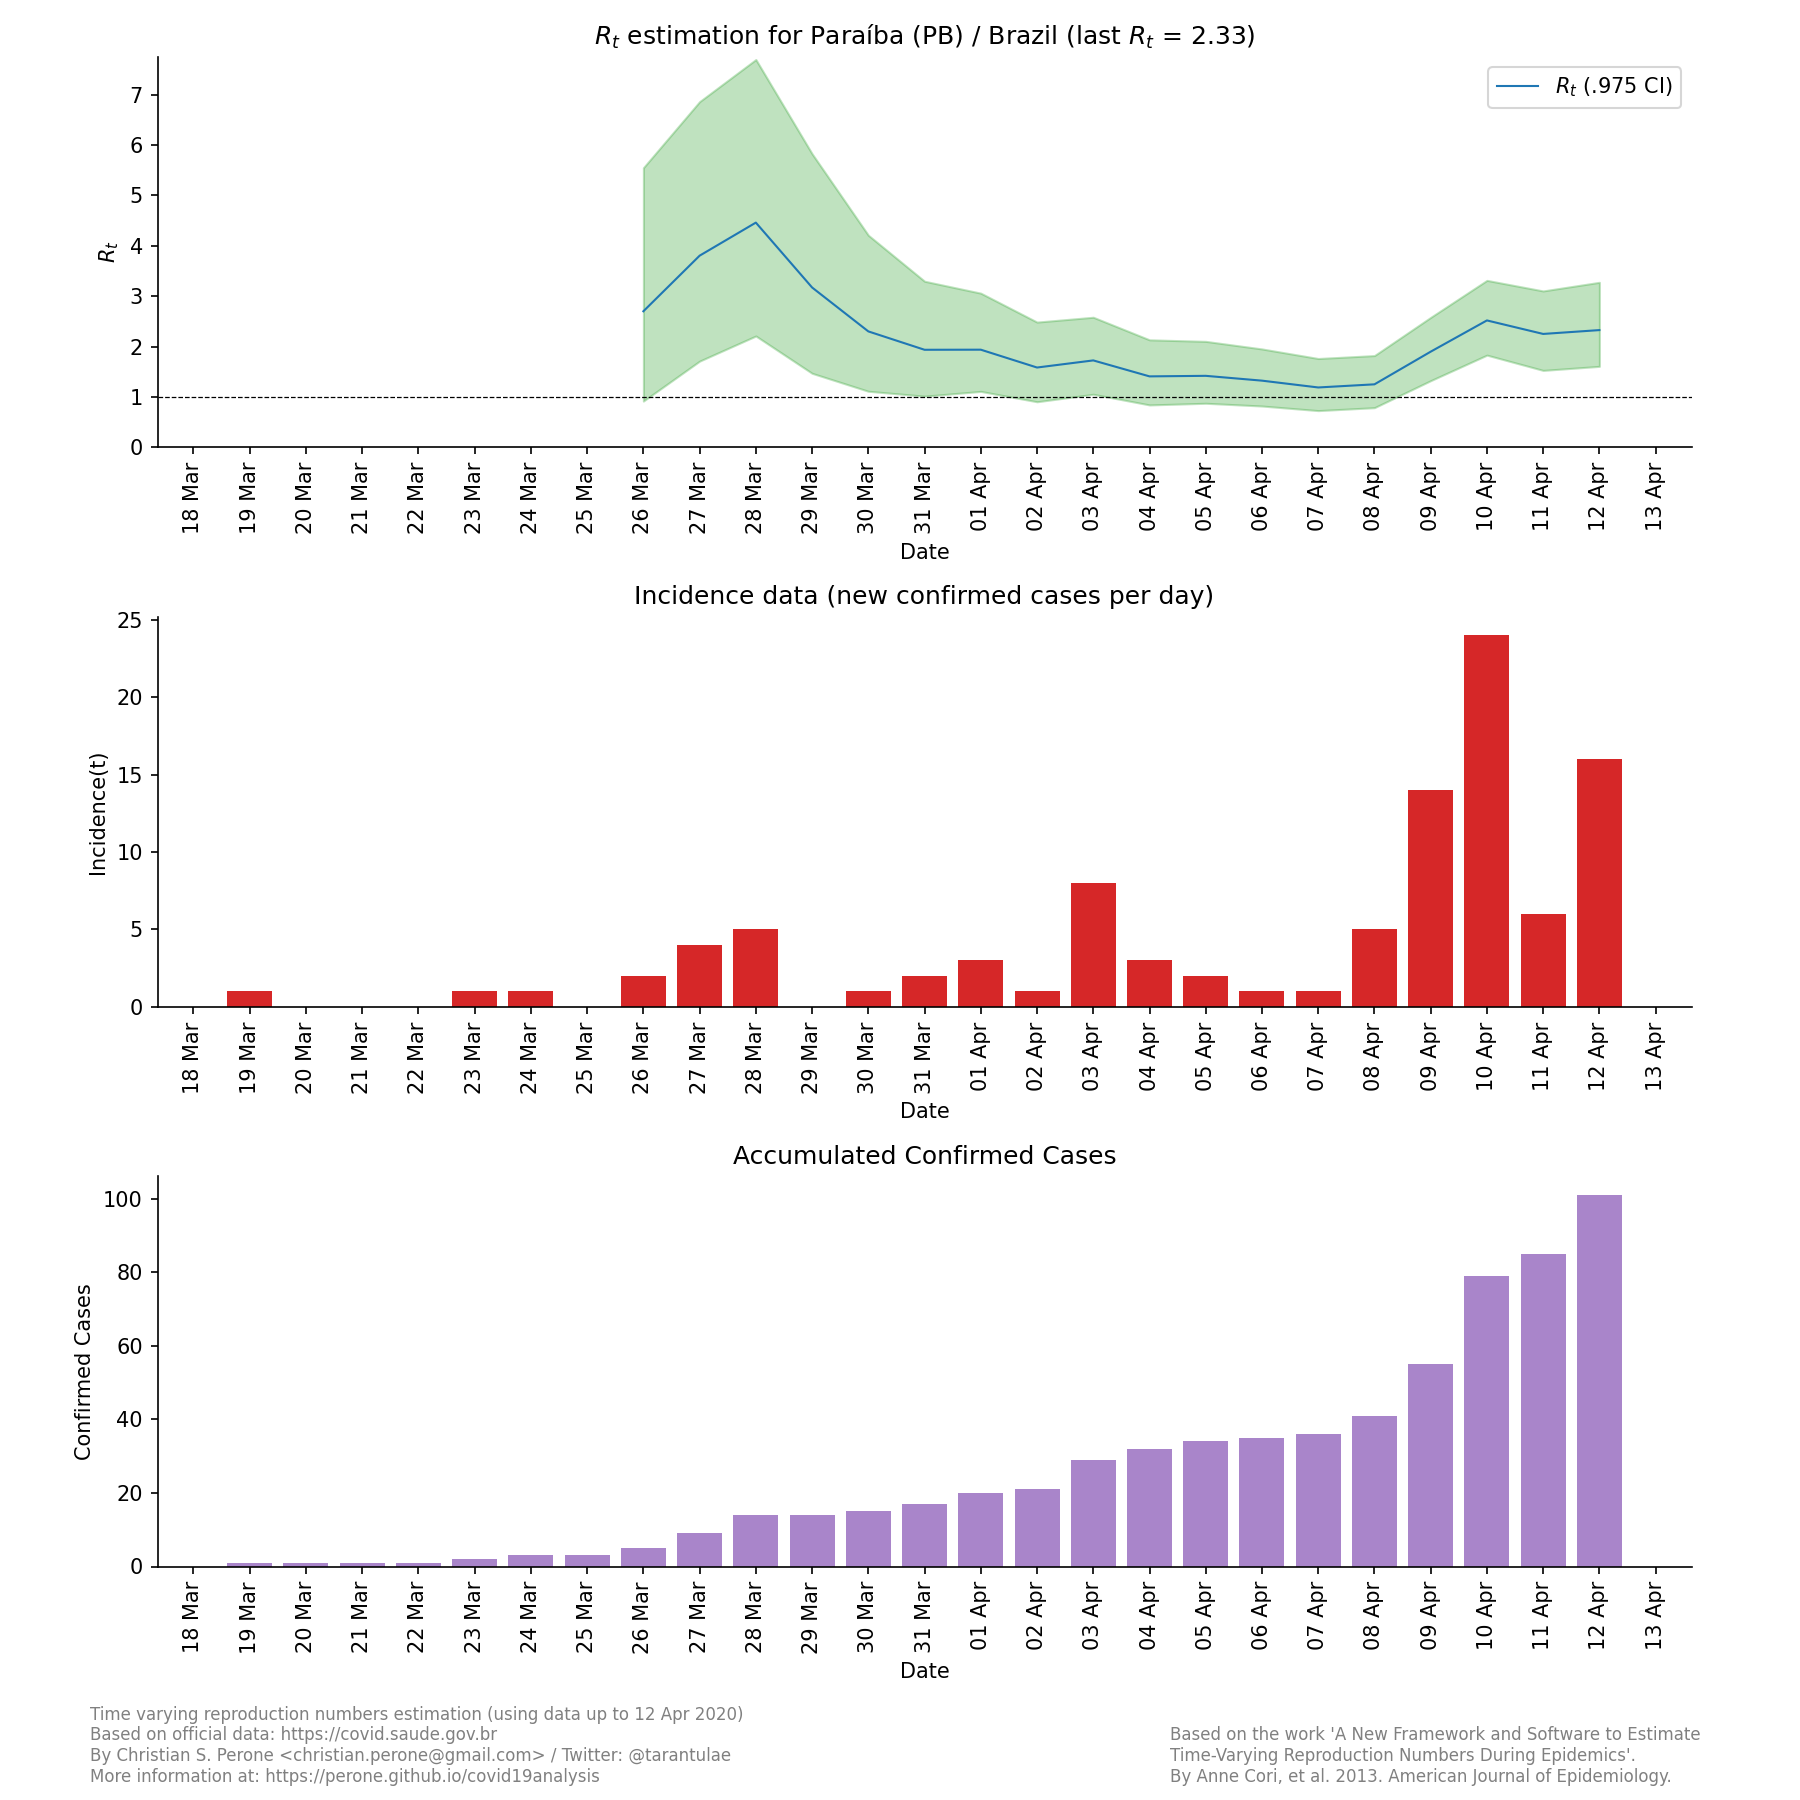 Rt estimation for Paraíba (PB) / Brazil (last Rt = 2.33)
Rt (.975 CI)
Rt
7
6
5
4
3
2
1
0
18 Mar
19 Mar
20 Mar
21 Mar
22 Mar
23 Mar
24 Mar
25 Mar
26 Mar
27 Mar
28 Mar
29 Mar
30 Mar
31 Mar
01 Apr
02 Apr
03 Apr
04 Apr
05 Apr
06 Apr
07 Apr
08 Apr
09 Apr
10 Apr
11 Apr
12 Apr
13 Apr
Date
Incidence data (new confirmed cases per day)
Incidence(t)
25
20
15
10
5
0
18 Mar
19 Mar
20 Mar
21 Mar
22 Mar
23 Mar
24 Mar
25 Mar
26 Mar
27 Mar
28 Mar
29 Mar
30 Mar
31 Mar
01 Apr
02 Apr
03 Apr
04 Apr
05 Apr
06 Apr
07 Apr
08 Apr
09 Apr
10 Apr
11 Apr
12 Apr
13 Apr
Date
Accumulated Confirmed Cases
Confirmed Cases
100
80
60
40
20
0
18 Mar
19 Mar
20 Mar
21 Mar
22 Mar
23 Mar
24 Mar
25 Mar
26 Mar
27 Mar
28 Mar
29 Mar
30 Mar
31 Mar
01 Apr
02 Apr
03 Apr
04 Apr
05 Apr
06 Apr
07 Apr
08 Apr
09 Apr
10 Apr
11 Apr
12 Apr
13 Apr
Date
Time varying reproduction numbers estimation (using data up to 12 Apr 2020)
Based on official data: https://covid.saude.gov.br
By Christian S. Perone <christian.perone@gmail.com> / Twitter: @tarantulae
More information at: https://perone.github.io/covid19analysis
Based on the work 'A New Framework and Software to Estimate
Time-Varying Reproduction Numbers During Epidemics'.
By Anne Cori, et al. 2013. American Journal of Epidemiology.